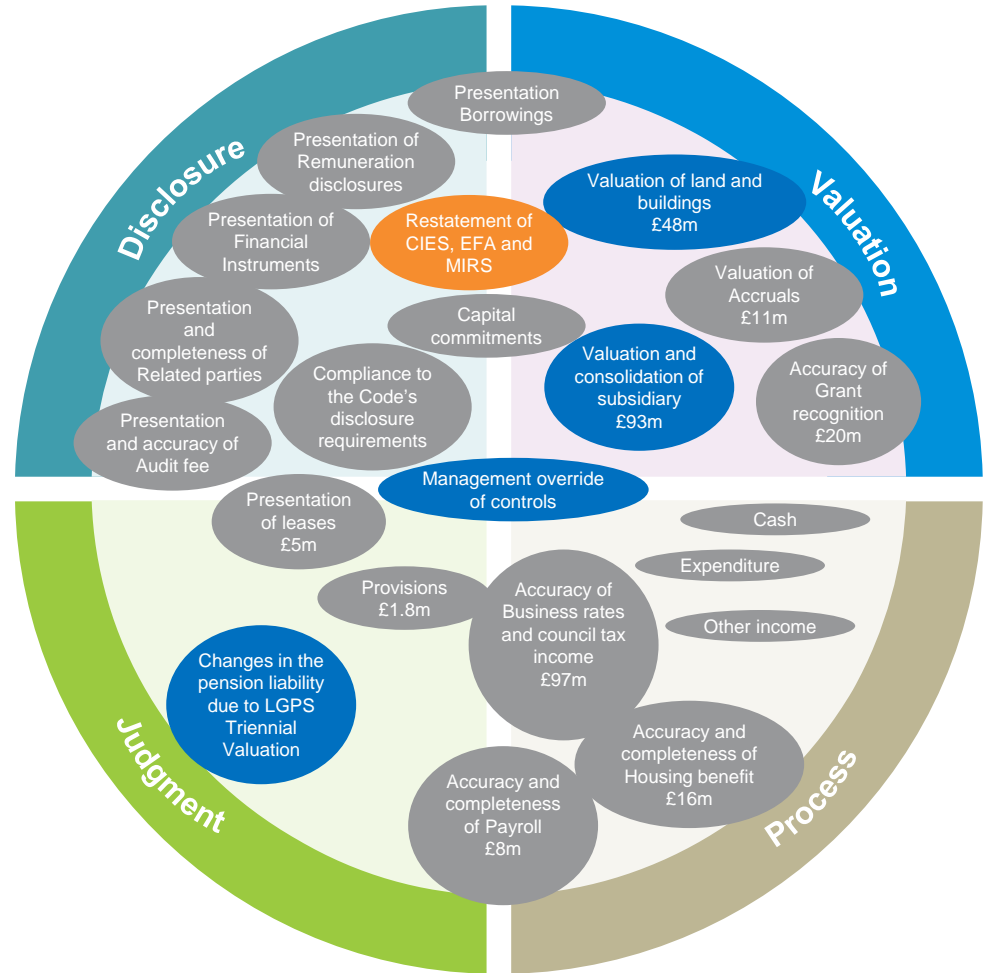 Disclosure
Valuation
Presentation
Borrowings
Presentation of
Remuneration
disclosures
Valuation of land and
buildings
£48m
Presentation of
Financial
Instruments
Restatement of
CIES, EFA and
MIRS
Valuation of
Accruals
£11m
Presentation
and
completeness of
Related parties
Capital
commitments
Valuation and
consolidation of
subsidiary
£93m
Accuracy of
Grant
recognition
£20m
Compliance to
the Code's
disclosure
requirements
Presentation
and accuracy of
Audit fee
Management override
of controls
Presentation
of leases
£5m
Cash
Expenditure
Other income
Provisions
£1.8m
Accuracy of
Business rates
and council tax
income
£97m
Changes in the
pension liability
due to LGPS
Triennial
Valuation
Accuracy and
completeness of
Housing benefit
£16m
Accuracy and
completeness
of Payroll
£8m
Judgment
Process